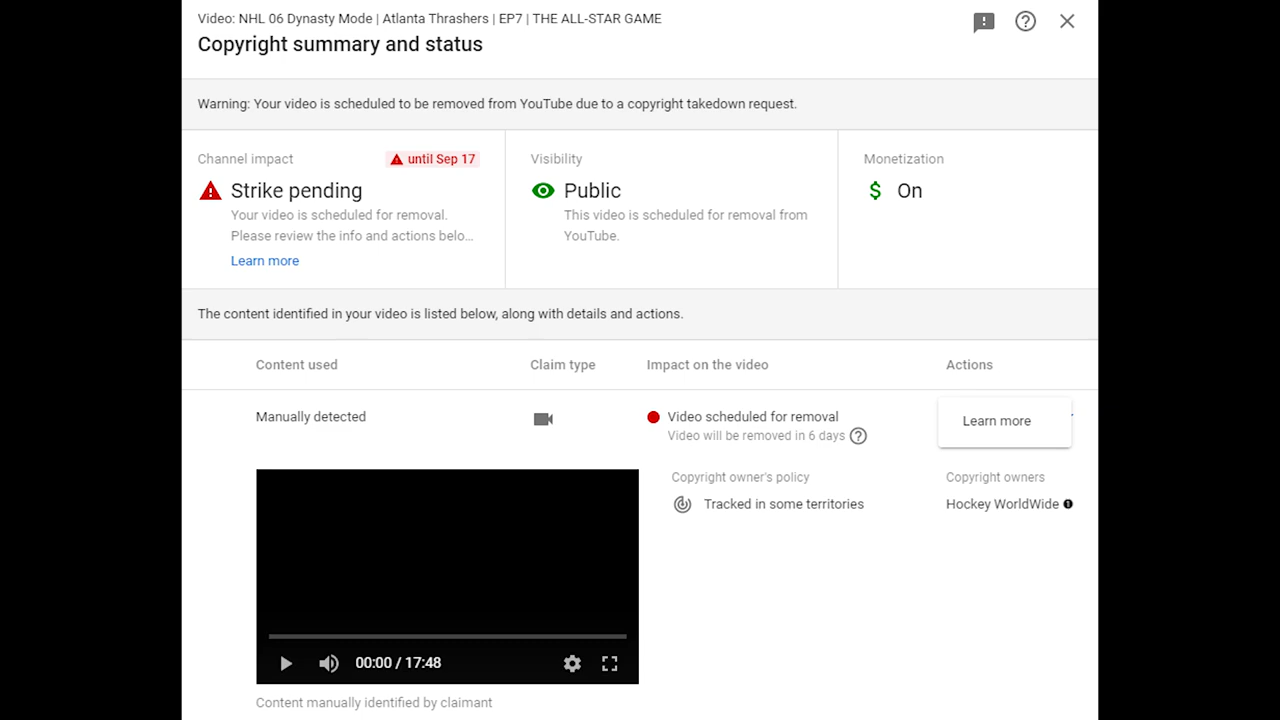 Video: NHL 06 Dynasty Mode | Atlanta Thrashers | EP7 | THE ALL-STAR GAME
Copyright summary and status
Warning: Your video is scheduled to be removed from YouTube due to a copyright takedown request.
Channel impact
until Sep 17
Strike pending
Your video is scheduled for removal.
Please review the info and actions belo...
Learn more
Visibility
Public
This video is scheduled for removal from
YouTube.
Monetization
$ On
The content identified in your video is listed below, along with details and actions.
Content used Claim type Impact on the video Actions
Manually detected
Video scheduled for removal
Video will be removed in 6 days
Learn more
Copyright owner's policy
Tracked in some territories
Copyright owners
Hockey WorldWide
00:00 / 17:48
Content manually identified by claimant